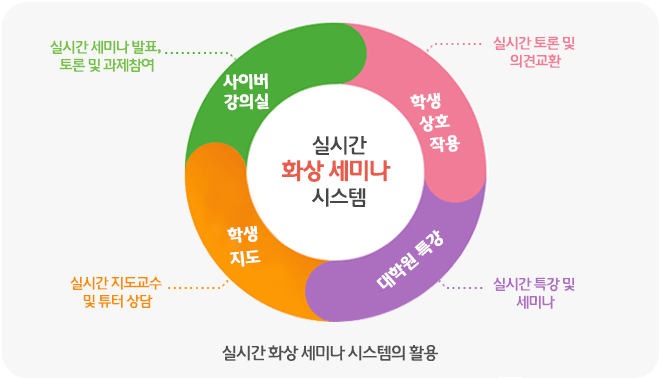 실시간 세미나 발표,
토론 및 과제참여
사이버
강의실
실시간 토론 및
의견교환
학생
상호
작용
실시간
화상 세미나
시스템
학생
지도
대학원 특강
실시간 지도교수
및 튜터 상담
실시간 특강 및
세미나
실시간 화상 세미나 시스템의 활용